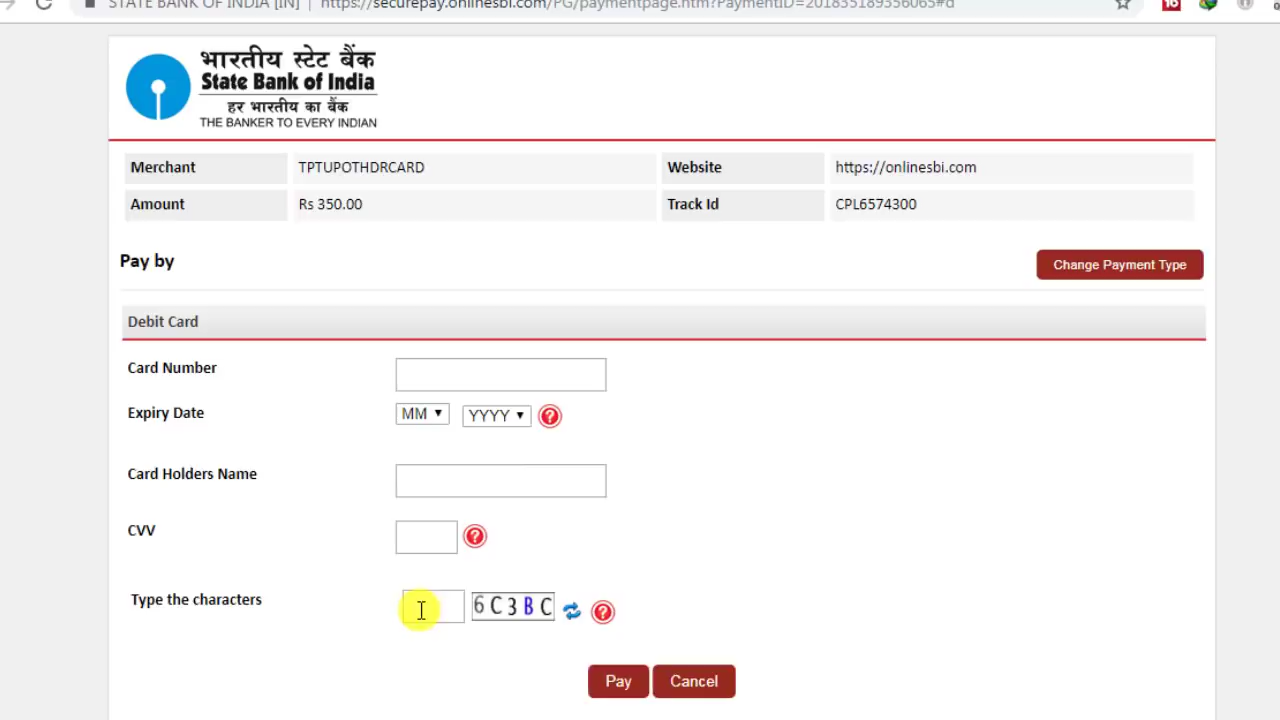 STATE BANK OF INDIA [IN] | https://securepay.onlinesbi.com/PG/paymentpage.htm?PaymentID=201835189356065#d
भारतीय स्टेट बैंक
State Bank of India
हर भारतीय का बैंक
THE BANKER TO EVERY INDIAN
Merchant TPTUPOTHDRCARD Website https://onlinesbi.com
Amount Rs 350.00 Track Id CPL6574300
Pay by Change Payment Type
Debit Card
Card Number
Expiry Date MM YYYY ?
Card Holders Name
CVV ?
Type the characters 6C3BC ?
Pay Cancel